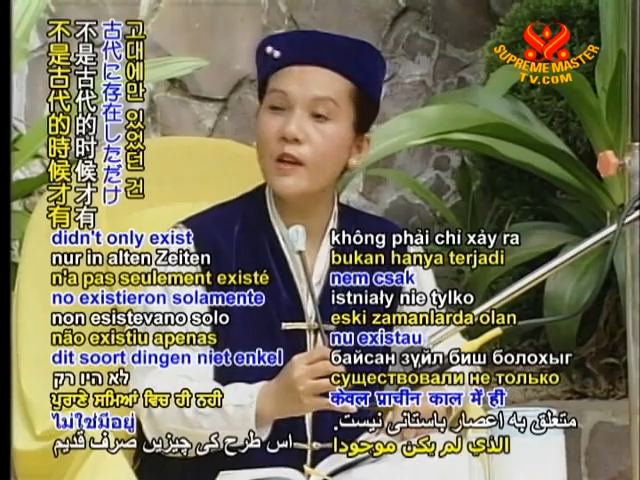 SUPREME MASTER
TV.COM
不是古代的時候才有
不是古代的时候才有
古代に存在しただけ
고대에만 있었던 건
didn't only exist
nur in alten Zeiten
n'a pas seulement existé
no existieron solamente
non esistevano solo
não existiu apenas
dit soort dingen niet enkel
לא היו רק
ਪੁਰਾਣੇ ਸਮਿਆਂ ਵਿਚ ਹੀ ਨਹੀ
ไม่ใช่มีอยู่
اس طرح کی چیزیں صرف قدیم
không phải chỉ xảy ra
bukan hanya terjadi
nem csak
istniały nie tylko
eski zamanlarda olan
nu existau
байсан зүйл биш болохыг
существовали не только
केवल प्राचीन काल में ही
متعلق به اعصار باستانی نیست.
الذي لم يكن موجودا